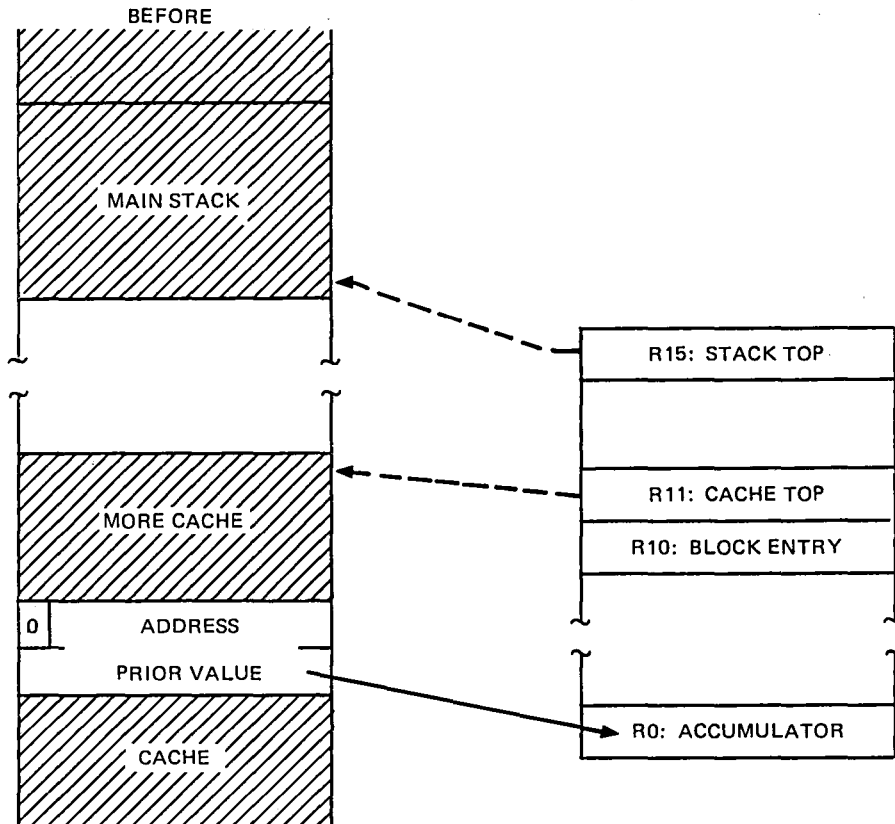 BEFORE
MAIN STACK
R15: STACK TOP
R11: CACHE TOP
MORE CACHE
R10: BLOCK ENTRY
0 ADDRESS
PRIOR VALUE
R0: ACCUMULATOR
CACHE